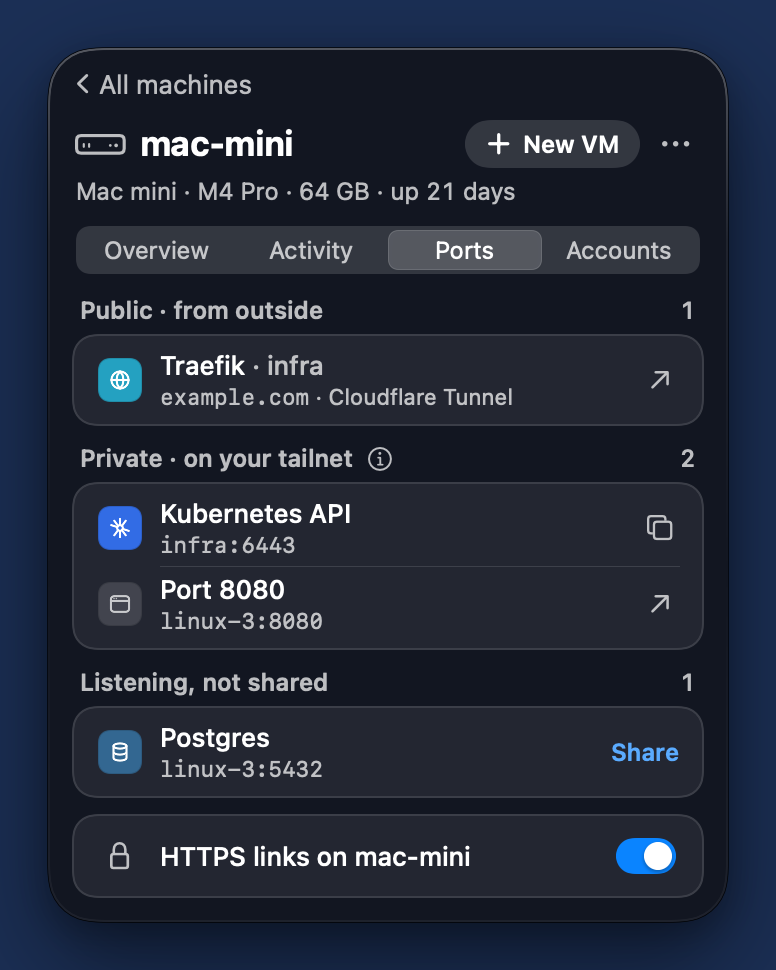 All machines
mac-mini
New VM
Mac mini · M4 Pro · 64 GB · up 21 days
Overview Activity Ports Accounts
Public · from outside 1
Traefik · infra
example.com · Cloudflare Tunnel
Private · on your tailnet 2
Kubernetes API
infra:6443
Port 8080
linux-3:8080
Listening, not shared 1
Postgres
linux-3:5432
Share
HTTPS links on mac-mini